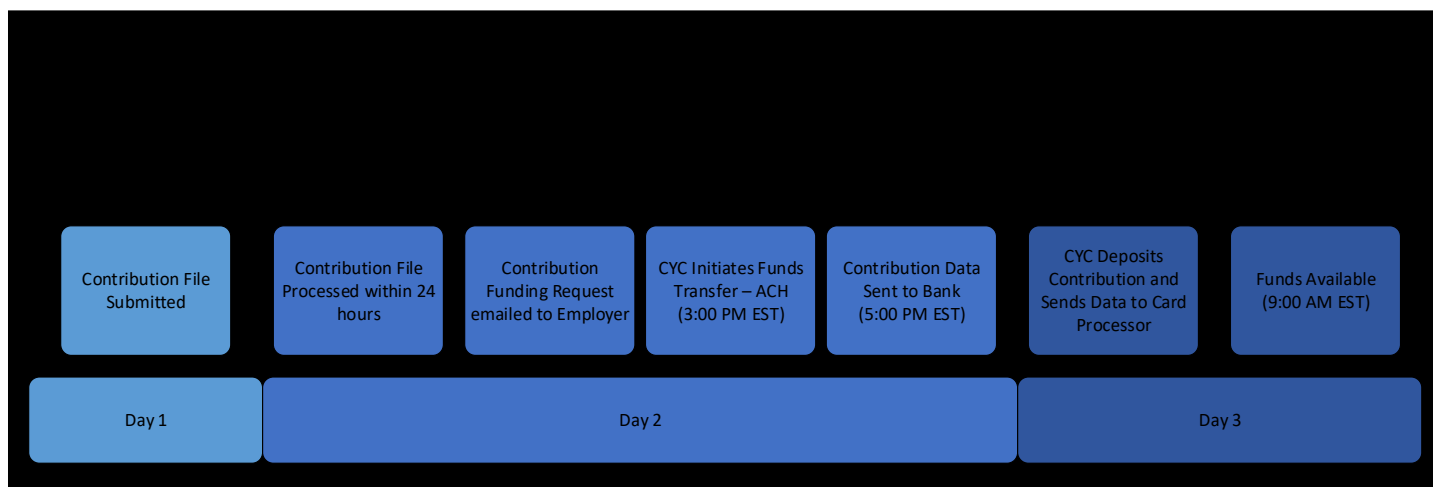 Contribution File
Submitted
Contribution File
Processed within 24
hours
Contribution
Funding Request
emailed to Employer
CYC Initiates Funds
Transfer – ACH
(3:00 PM EST)
Contribution Data
Sent to Bank
(5:00 PM EST)
CYC Deposits
Contribution and
Sends Data to Card
Processor
Funds Available
(9:00 AM EST)
Day 1
Day 2
Day 3